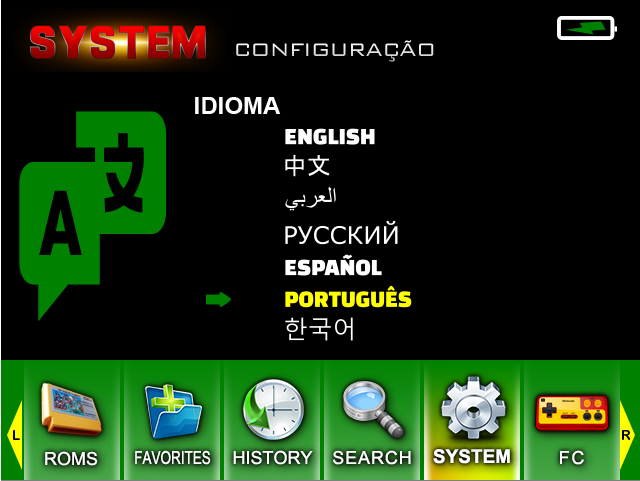 SYSTEM CONFIGURAÇÃO
IDIOMA
ENGLISH
中文
العربي
РУССКИЙ
ESPAÑOL
PORTUGUÊS
한국어
A 文
L ROMS FAVORITES HISTORY SEARCH SYSTEM FC R